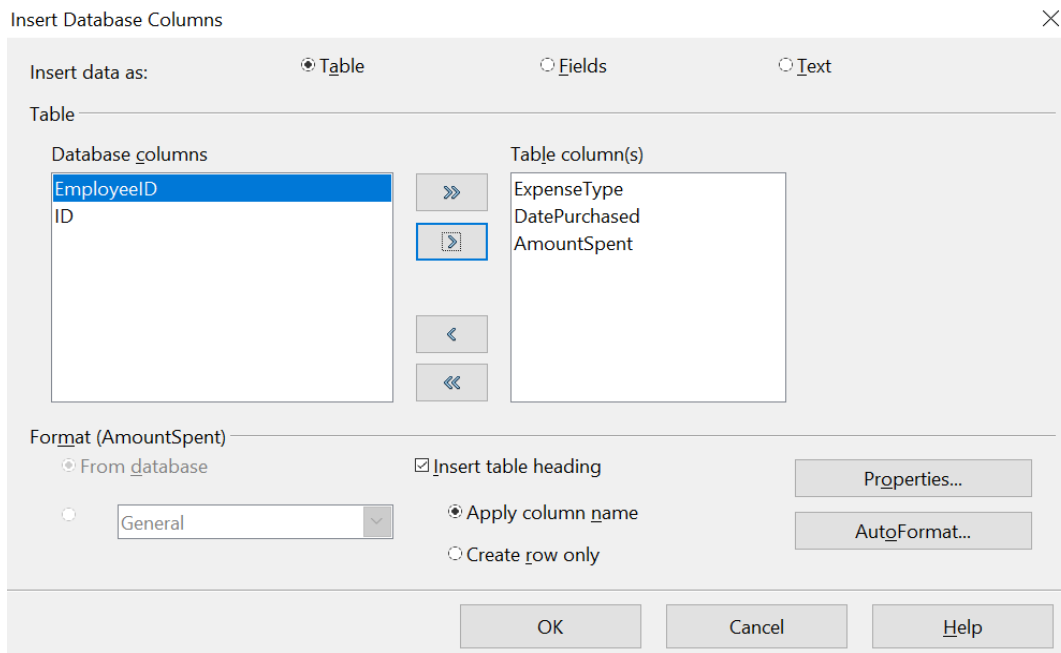 Insert Database Columns
Insert data as:
Table
Fields
Text
Table
Database columns
Table column(s)
EmployeeID
ID
ExpenseType
DatePurchased
AmountSpent
Format (AmountSpent)
From database
General
Insert table heading
Apply column name
Create row only
Properties...
AutoFormat...
OK
Cancel
Help